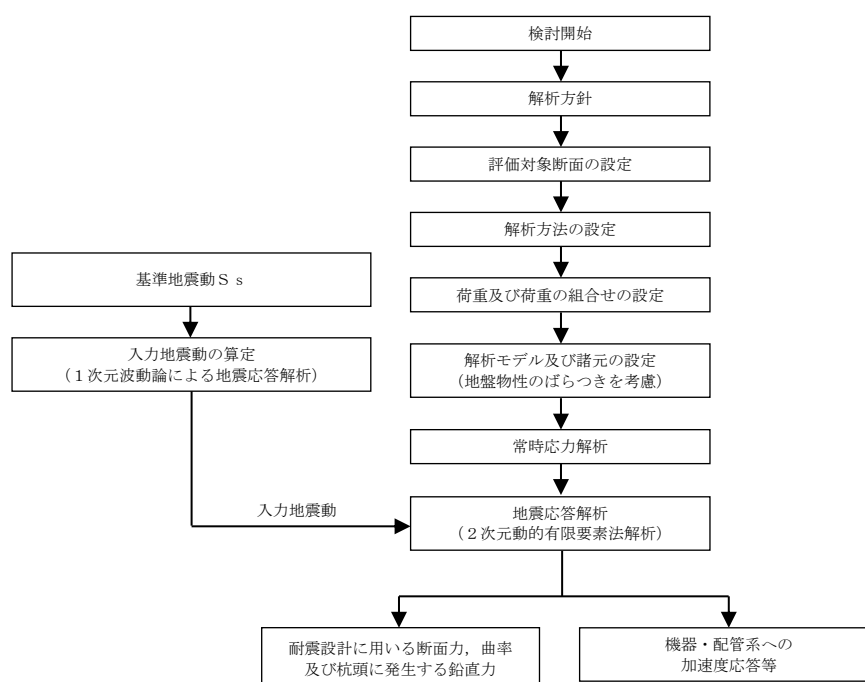 検討開始
解析方針
評価対象断面の設定
解析方法の設定
荷重及び荷重の組合せの設定
解析モデル及び諸元の設定
(地盤物性のばらつきを考慮)
常時応力解析
基準地震動Ｓｓ
入力地震動の算定
（１次元波動論による地震応答解析）
入力地震動
地震応答解析
（２次元動的有限要素法解析）
耐震設計に用いる断面力，曲率
及び杭頭に発生する鉛直力
機器・配管系への
加速度応答等